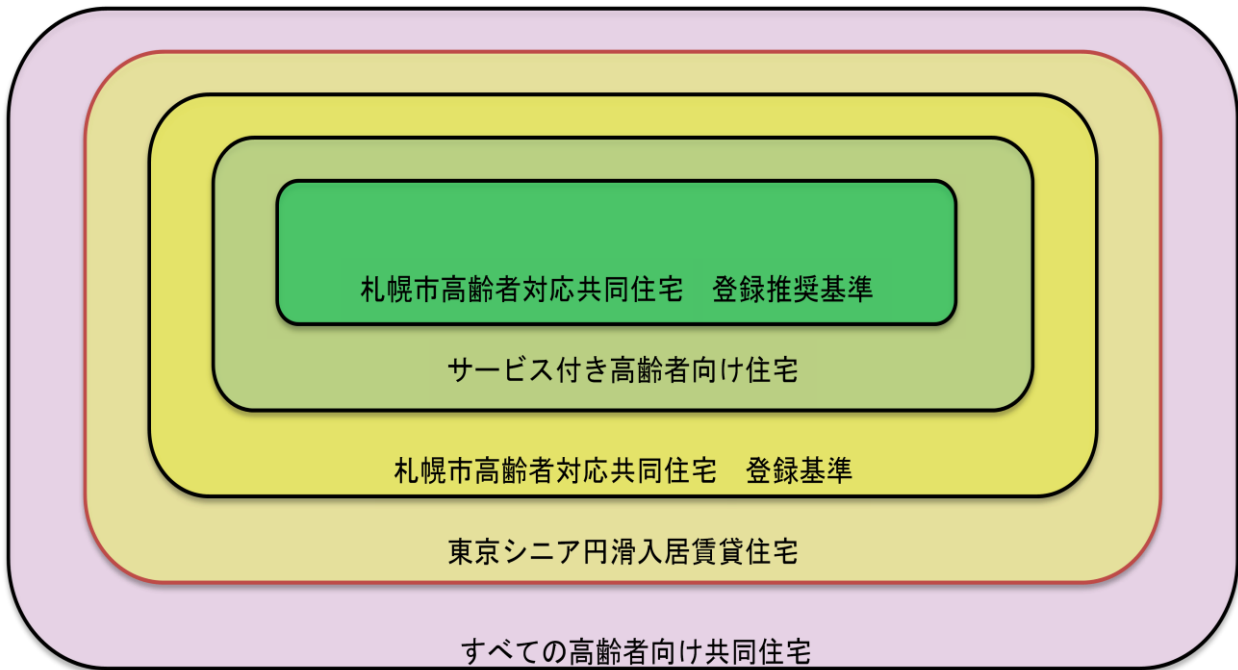 札幌市高齢者対応共同住宅　登録推奨基準
サービス付き高齢者向け住宅
札幌市高齢者対応共同住宅　登録基準
東京シニア円滑入居賃貸住宅
すべての高齢者向け共同住宅